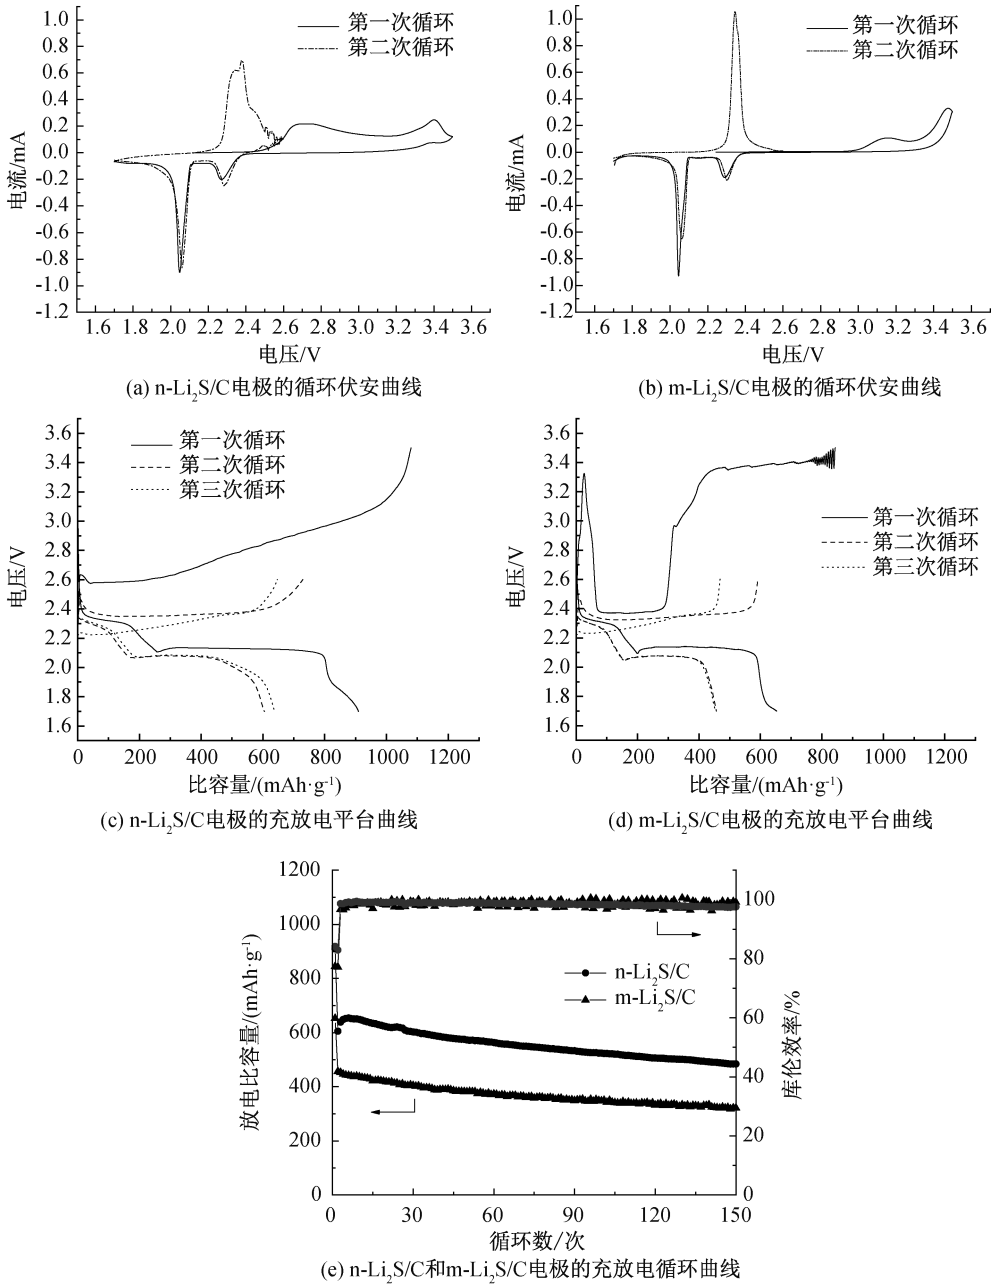 第一次循环
第二次循环
1.0
0.8
0.6
0.4
0.2
0.0
-0.2
-0.4
-0.6
-0.8
-1.0
-1.2
电流/mA
1.6 2.0 2.2 2.6 3.0 3.4 3.6
电压/V
(a) n-Li2S/C电极的循环伏安曲线
第一次循环
第二次循环
1.0
0.8
0.6
0.4
0.2
0.0
-0.2
-0.4
-0.6
-0.8
-1.0
-1.2
电流/mA
1.6 2.0 2.2 2.6 3.0 3.4 3.6
电压/V
(b) m-Li2S/C电极的循环伏安曲线
第一次循环
第二次循环
第三次循环
3.6
3.4
3.2
3.0
2.8
2.6
2.4
2.2
2.0
1.8
1.6
电压/V
0 200 400 600 800 1000 1200
比容量/(mAh·g-1)
(c) n-Li2S/C电极的充放电平台曲线
第一次循环
第二次循环
第三次循环
3.6
3.4
3.2
3.0
2.8
2.6
2.4
2.2
2.0
1.8
1.6
电压/V
0 200 400 600 800 1000 1200
比容量/(mAh·g-1)
(d) m-Li2S/C电极的充放电平台曲线
1200
1000
800
600
400
200
0
放电比容量/(mAh·g-1)
n-Li2S/C
m-Li2S/C
100
80
60
40
20
0
库伦效率/%
0 30 60 90 120 150
循环数/次
(e) n-Li2S/C和m-Li2S/C电极的充放电循环曲线